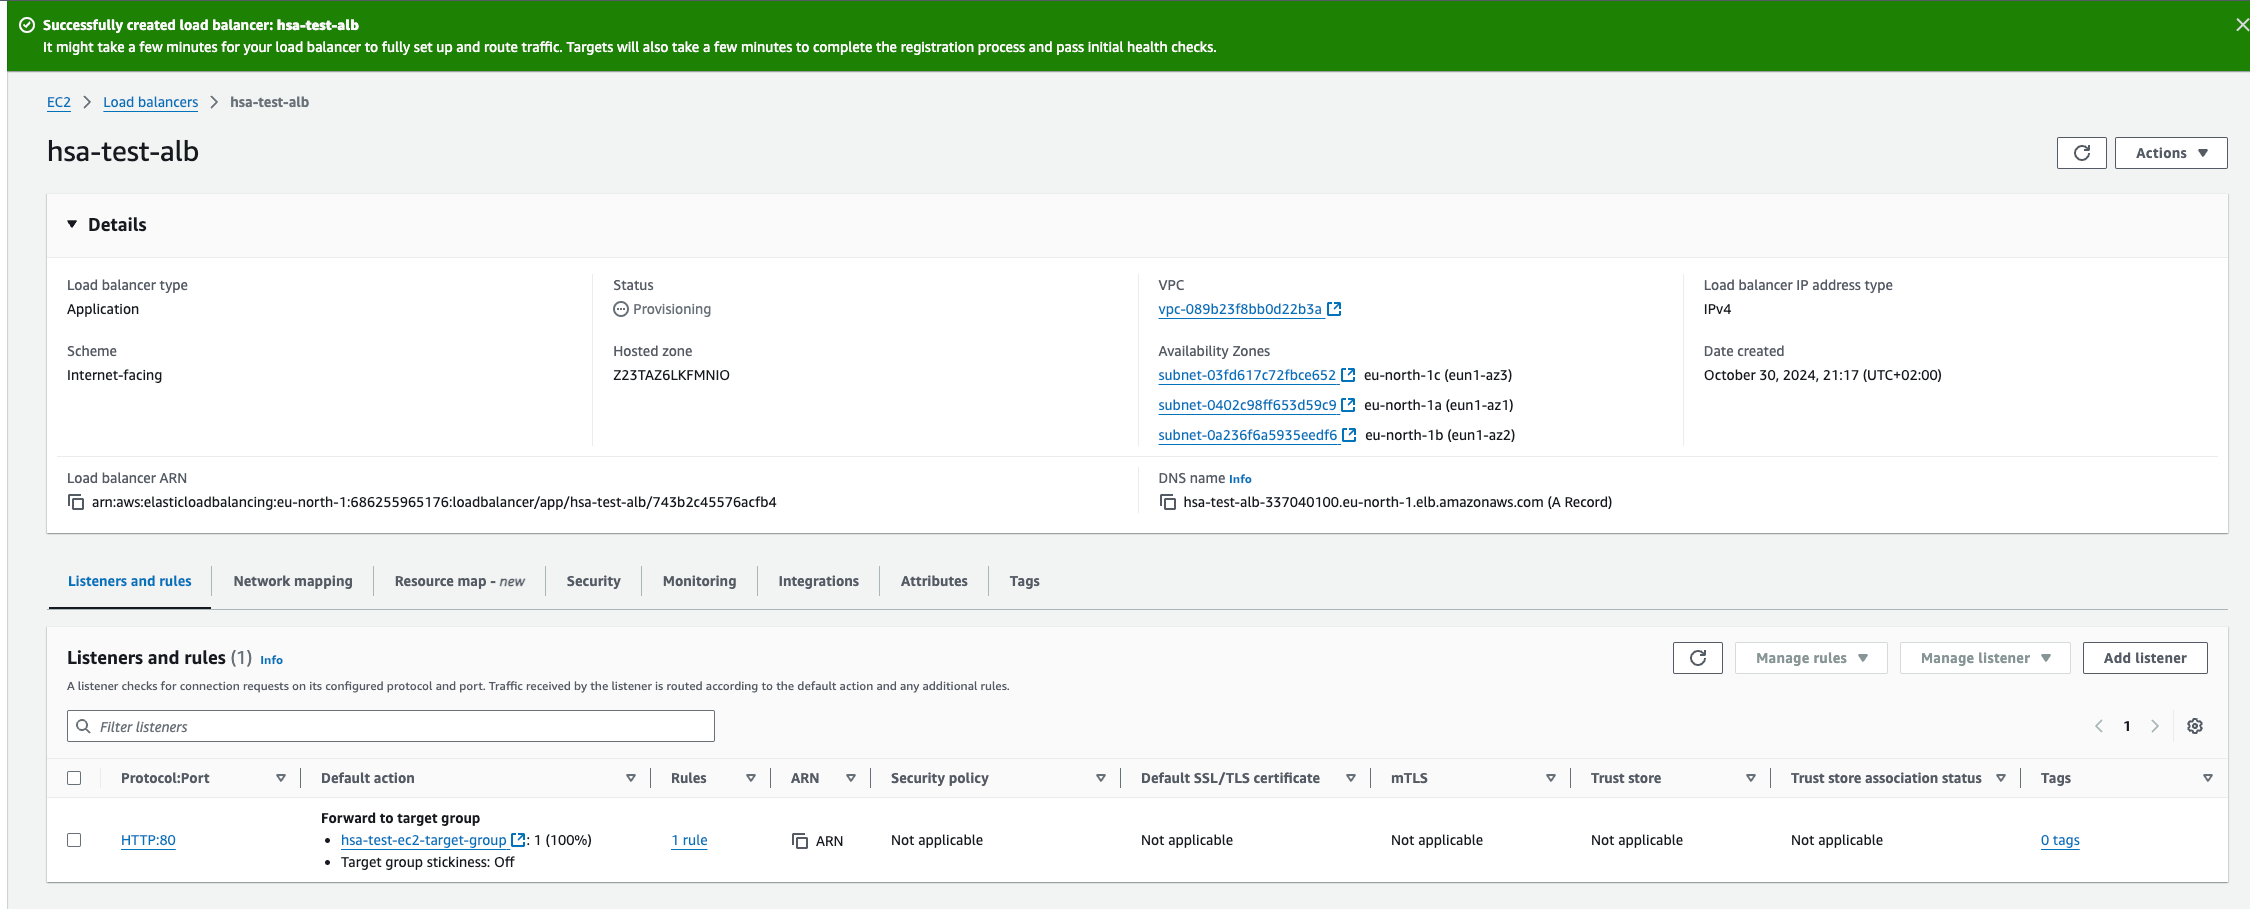 Successfully created load balancer: hsa-test-alb
It might take a few minutes for your load balancer to fully set up and route traffic. Targets will also take a few minutes to complete the registration process and pass initial health checks.
EC2 > Load balancers > hsa-test-alb
hsa-test-alb
Actions
Details
Load balancer type
Application
Status
Provisioning
VPC
vpc-089b23f8bb0d22b3a
Load balancer IP address type
IPv4
Scheme
Internet-facing
Hosted zone
Z23TAZ6LKFMNIO
Availability Zones
subnet-03fd617c72fbce652 eu-north-1c (eun1-az3)
subnet-0402c98ff653d59c9 eu-north-1a (eun1-az1)
subnet-0a236f6a5935eedf6 eu-north-1b (eun1-az2)
Date created
October 30, 2024, 21:17 (UTC+02:00)
Load balancer ARN
arn:aws:elasticloadbalancing:eu-north-1:686255965176:loadbalancer/app/hsa-test-alb/743b2c45576acfb4
DNS name Info
hsa-test-alb-337040100.eu-north-1.elb.amazonaws.com (A Record)
Listeners and rules Network mapping Resource map - new Security Monitoring Integrations Attributes Tags
Listeners and rules (1) Info
Manage rules Manage listener Add listener
A listener checks for connection requests on its configured protocol and port. Traffic received by the listener is routed according to the default action and any additional rules.
Filter listeners
1
Protocol:Port Default action Rules ARN Security policy Default SSL/TLS certificate mTLS Trust store Trust store association status Tags
Forward to target group
HTTP:80 • hsa-test-ec2-target-group : 1 (100%) 1 rule ARN Not applicable Not applicable Not applicable Not applicable Not applicable 0 tags
• Target group stickiness: Off